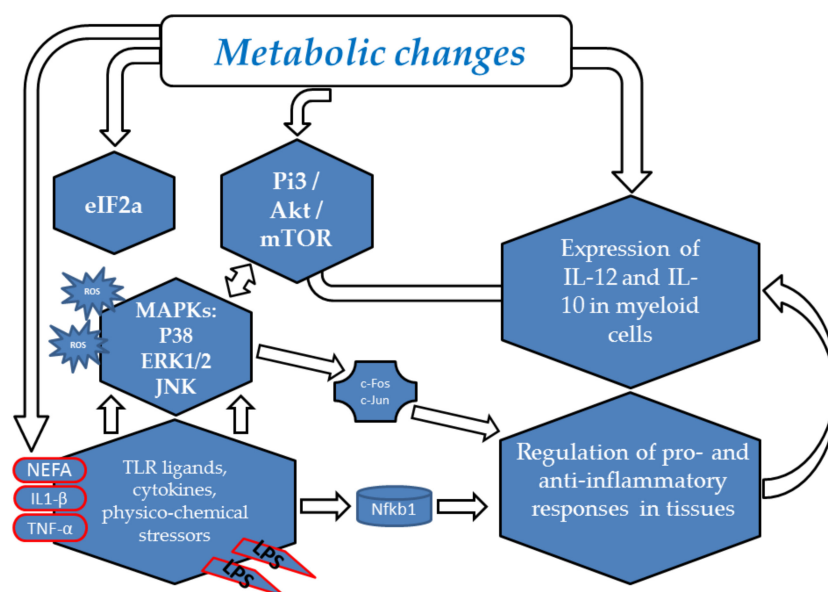 Metabolic changes
eIF2a
Pi3 /
Akt /
mTOR
Expression of
IL-12 and IL-
10 in myeloid
cells
ROS
ROS
MAPKs:
P38
ERK1/2
JNK
c-Fos
c-Jun
NEFA
IL1-β
TNF-α
TLR ligands,
cytokines,
physico-chemical
stressors
LPS
LPS
Nfkb1
Regulation of pro- and
anti-inflammatory
responses in tissues